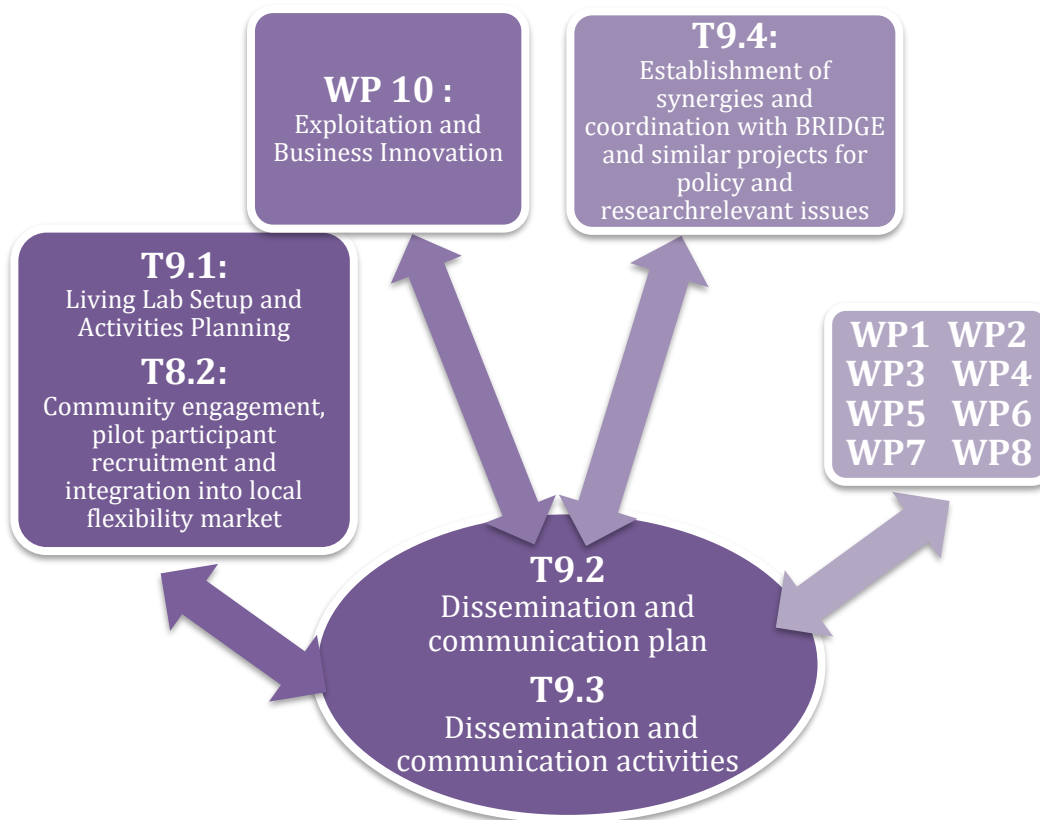 T9.1:
Living Lab Setup and
Activities Planning
T8.2:
Community engagement,
pilot participant
recruitment and
integration into local
flexibility market
WP 10 :
Exploitation and
Business Innovation
T9.4:
Establishment of
synergies and
coordination with BRIDGE
and similar projects for
policy and
researchrelevant issues
WP1 WP2
WP3 WP4
WP5 WP6
WP7 WP8
T9.2
Dissemination and
communication plan
T9.3
Dissemination and
communication activities